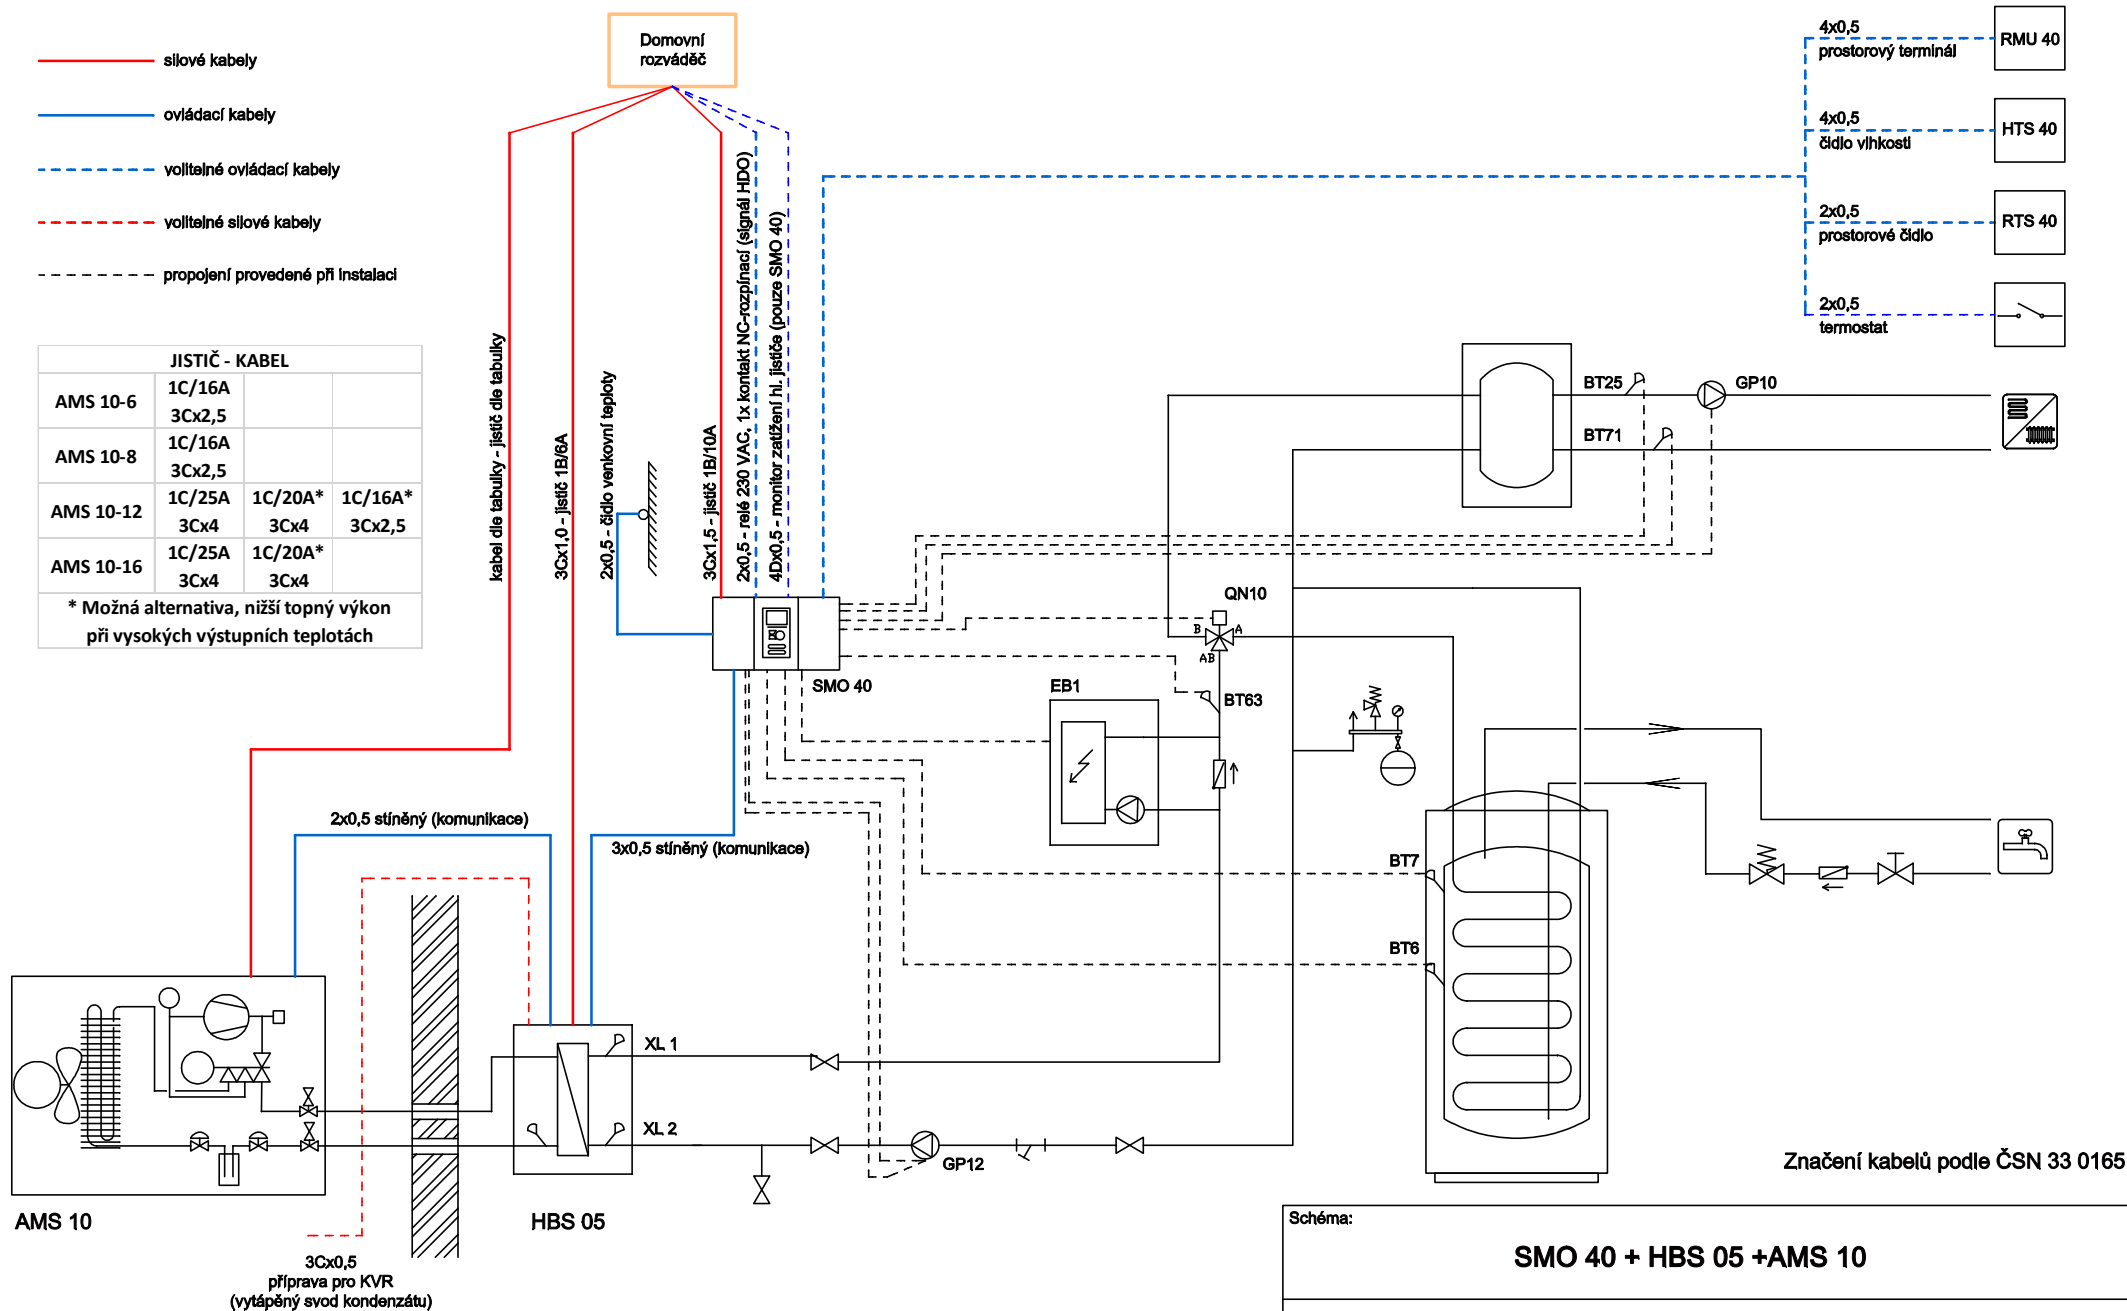 silové kabely
ovládací kabely
volitelné ovládací kabely
volitelné silové kabely
propojení provedené při instalaci
JISTIČ - KABEL
AMS 10-6
1C/16A
3Cx2,5
AMS 10-8
1C/16A
3Cx2,5
AMS 10-12
1C/25A 1C/20A* 1C/16A*
3Cx4 3Cx4 3Cx2,5
AMS 10-16
1C/25A 1C/20A*
3Cx4 3Cx4
* Možná alternativa, nižší topný výkon
při vysokých výstupních teplotách
Domovní
rozváděč
kabel dle tabulky - jistič dle tabulky
3Cx1,0 - jistič 1B/6A
2x0,5 - čidlo venkovní teploty
3Cx1,5 - jistič 1B/10A
2x0,5 - relé 230 VAC, 1x kontakt NC-rozpínací (signál HDO)
4Dx0,5 - monitor zatížení hl. jističe (pouze SMO 40)
4x0,5
prostorový terminál
RMU 40
4x0,5
čidlo vlhkosti
HTS 40
2x0,5
prostorové čidlo
RTS 40
2x0,5
termostat
BT25
GP10
BT71
QN10
B
A
AB
SMO 40
EB1
BT63
2x0,5 stíněný (komunikace)
3x0,5 stíněný (komunikace)
BT7
BT6
XL 1
XL 2
GP12
AMS 10
HBS 05
3Cx0,5
příprava pro KVR
(vytápěný svod kondenzátu)
Značení kabelů podle ČSN 33 0165
Schéma:
SMO 40 + HBS 05 +AMS 10